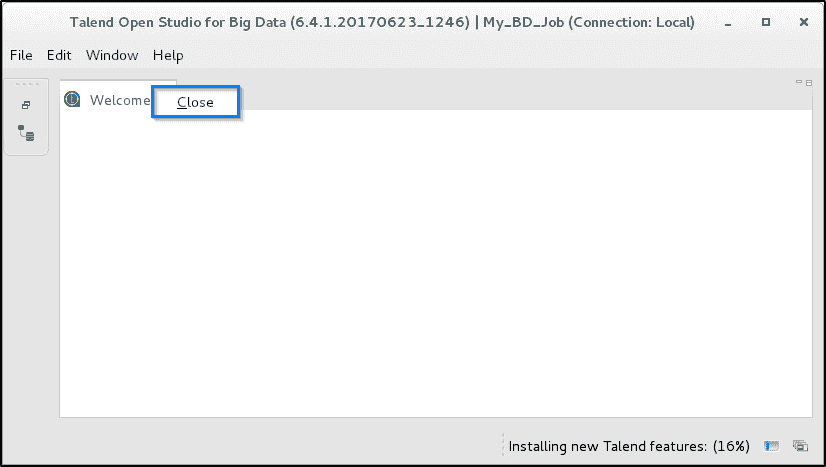 Talend Open Studio for Big Data (6.4.1.20170623_1246) | My_BD_Job (Connection: Local)
File Edit Window Help
Welcome Close
Installing new Talend features: (16%)